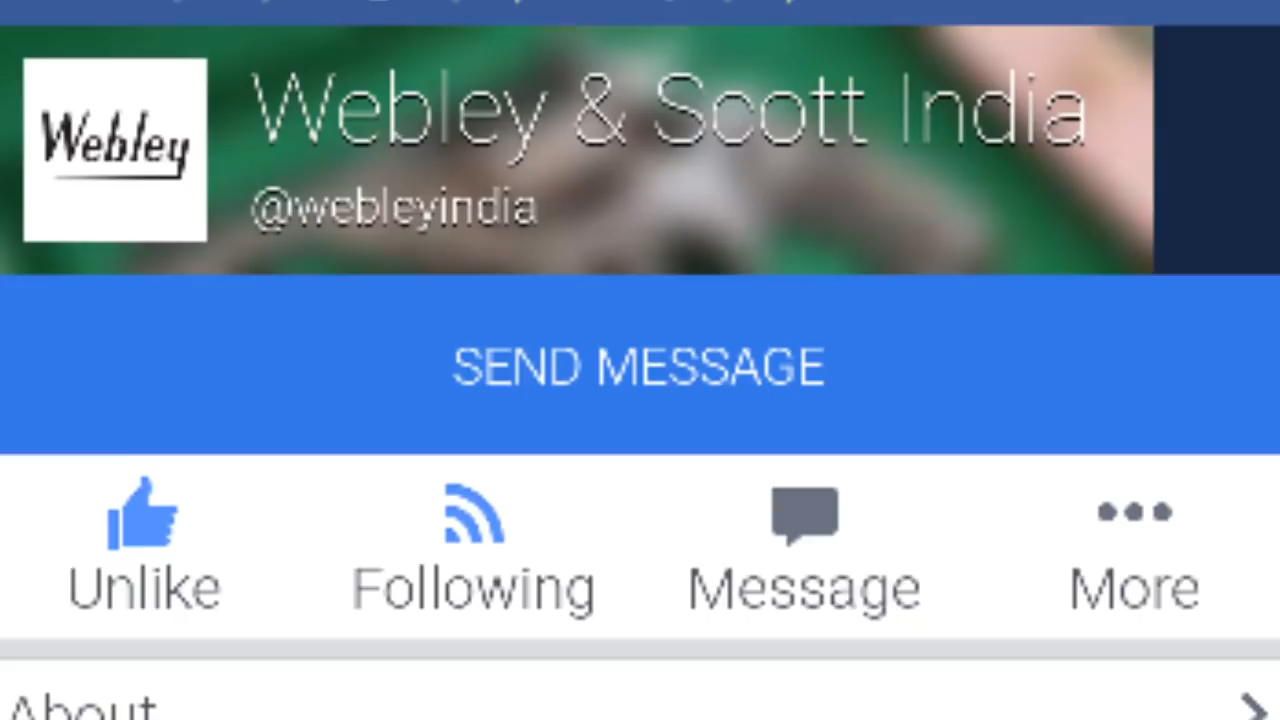 Webley
Webley & Scott India
@webleyindia
SEND MESSAGE
Unlike Following Message More
About